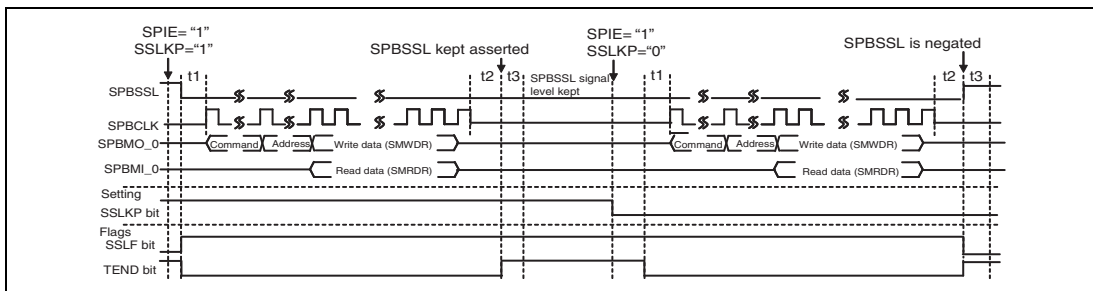 SPIE= “1”
SSLKP=“1”
SPBSSL kept asserted
SPIE= “1”
SSLKP=“0”
SPBSSL is negated
t1 t2 t3 t1 t2 t3
SPBSSL
SPBSSL signal
level kept
SPBCLK
SPBMO_0 Command Address Write data (SMWDR) Command Address Write data (SMWDR)
SPBMI_0 Read data (SMRDR) Read data (SMRDR)
Setting
SSLKP bit
Flags
SSLF bit
TEND bit